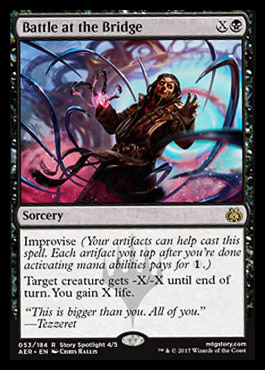 Battle at the Bridge X B
Sorcery
Improvise (Your artifacts can help cast this
spell. Each artifact you tap after you're done
activating mana abilities pays for 1.)
Target creature gets -X/-X until end of
turn. You gain X life.
"This is bigger than you. All of you."
—Tezzeret
053/184 R Story Spotlight 4/5 mtgstory.com
AER • EN Chris Rallis ™ & © 2017 Wizards of the Coast